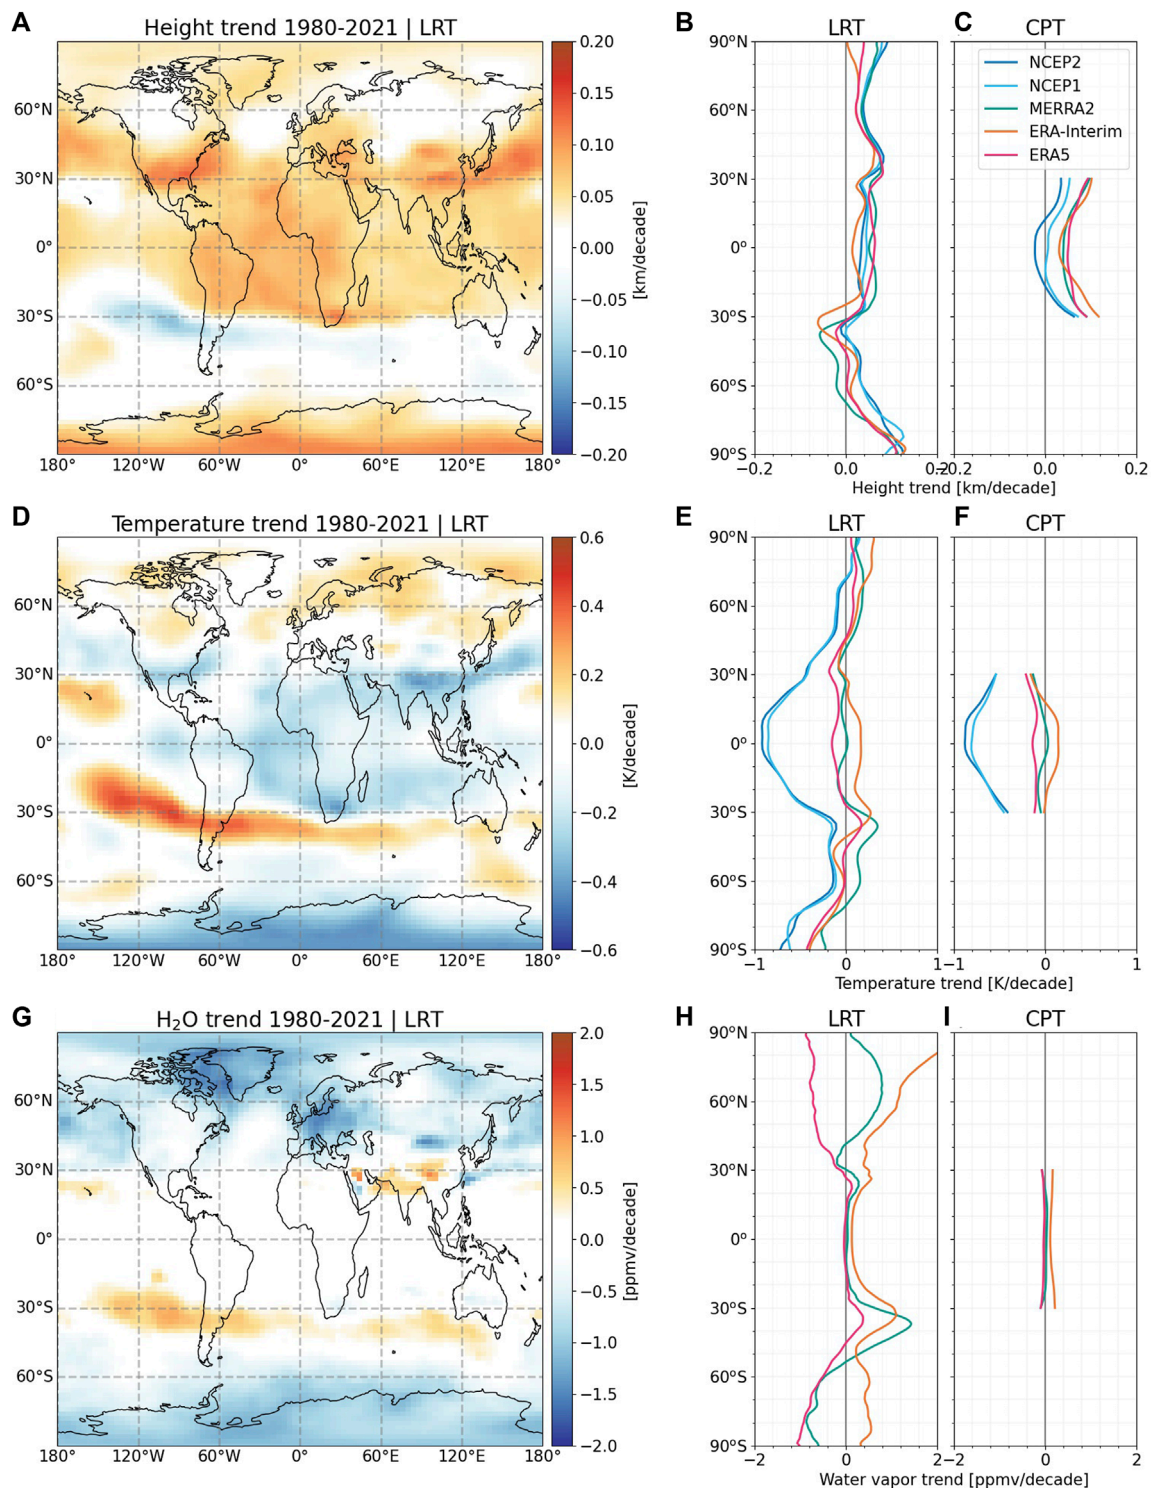 A
Height trend 1980-2021 | LRT
60°N
30°N
0°
30°S
60°S
180°
120°W
60°W
0°
60°E
120°E
180°
0.20
0.15
0.10
0.05
0.00
−0.05
−0.10
−0.15
−0.20
[km/decade]
B
LRT
90°N
60°N
30°N
0°
30°S
60°S
90°S
−0.2
0.0
0.2
C
CPT
NCEP2
NCEP1
MERRA2
ERA-Interim
ERA5
−0.2
0.0
0.2
Height trend [km/decade]
D
Temperature trend 1980-2021 | LRT
60°N
30°N
0°
30°S
60°S
180°
120°W
60°W
0°
60°E
120°E
180°
0.6
0.4
0.2
0.0
−0.2
−0.4
−0.6
[K/decade]
E
LRT
90°N
60°N
30°N
0°
30°S
60°S
90°S
−1
0
1
F
CPT
−1
0
1
Temperature trend [K/decade]
G
H₂O trend 1980-2021 | LRT
60°N
30°N
0°
30°S
60°S
180°
120°W
60°W
0°
60°E
120°E
180°
2.0
1.5
1.0
0.5
0.0
−0.5
−1.0
−1.5
−2.0
[ppmv/decade]
H
LRT
90°N
60°N
30°N
0°
30°S
60°S
90°S
−2
0
2
I
CPT
−2
0
2
Water vapor trend [ppmv/decade]